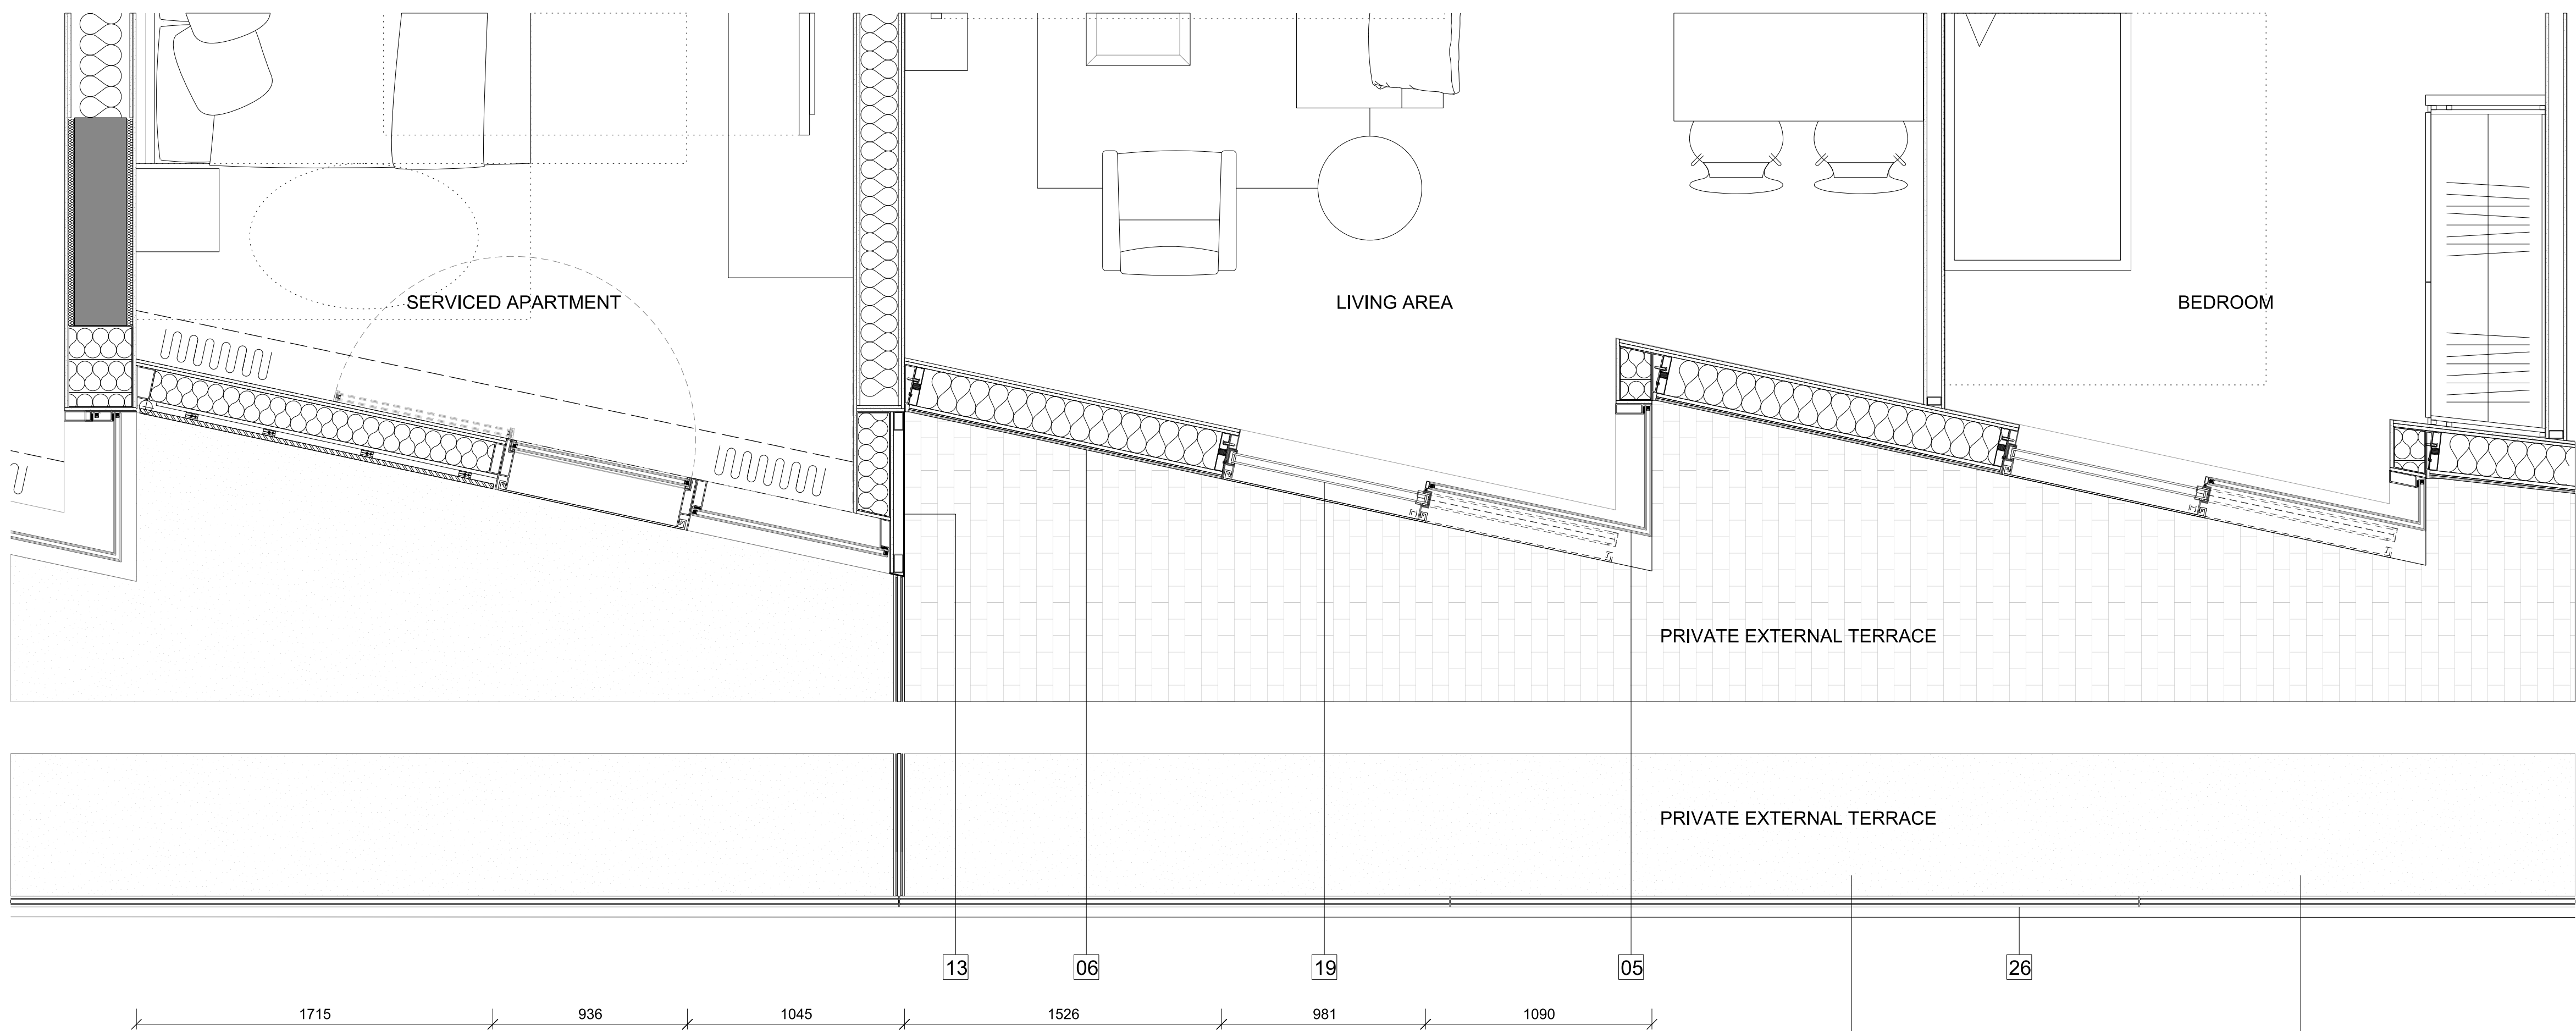 SERVICED APARTMENT
LIVING AREA
BEDROOM
PRIVATE EXTERNAL TERRACE
PRIVATE EXTERNAL TERRACE
13
06
19
05
26
1715
936
1045
1526
981
1090